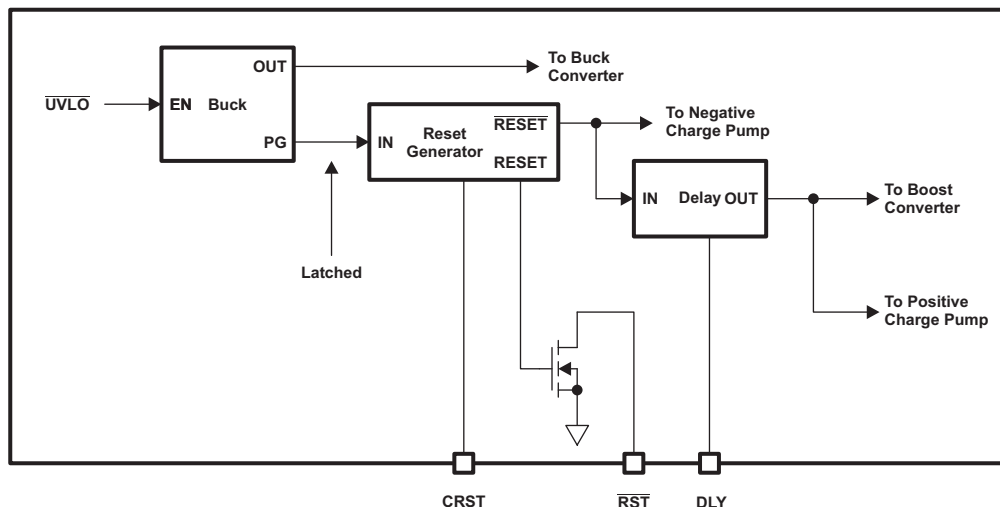 OUT
To Buck
Converter
UVLO
EN Buck
PG
IN
Reset
Generator
RESET
RESET
To Negative
Charge Pump
IN Delay OUT
To Boost
Converter
Latched
To Positive
Charge Pump
CRST
RST
DLY